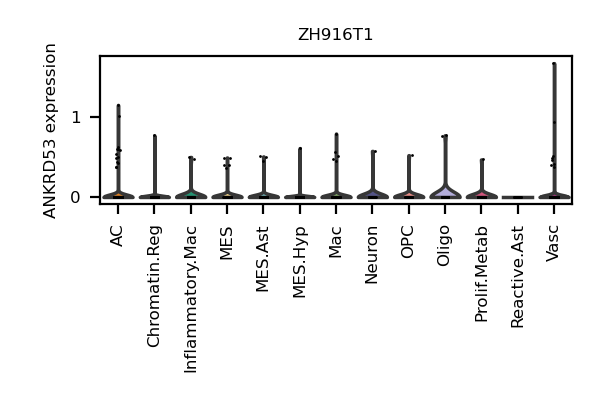 ZH916T1
ANKRD53 expression
1
0
AC
Chromatin.Reg
Inflammatory.Mac
MES
MES.Ast
MES.Hyp
Mac
Neuron
OPC
Oligo
Prolif.Metab
Reactive.Ast
Vasc